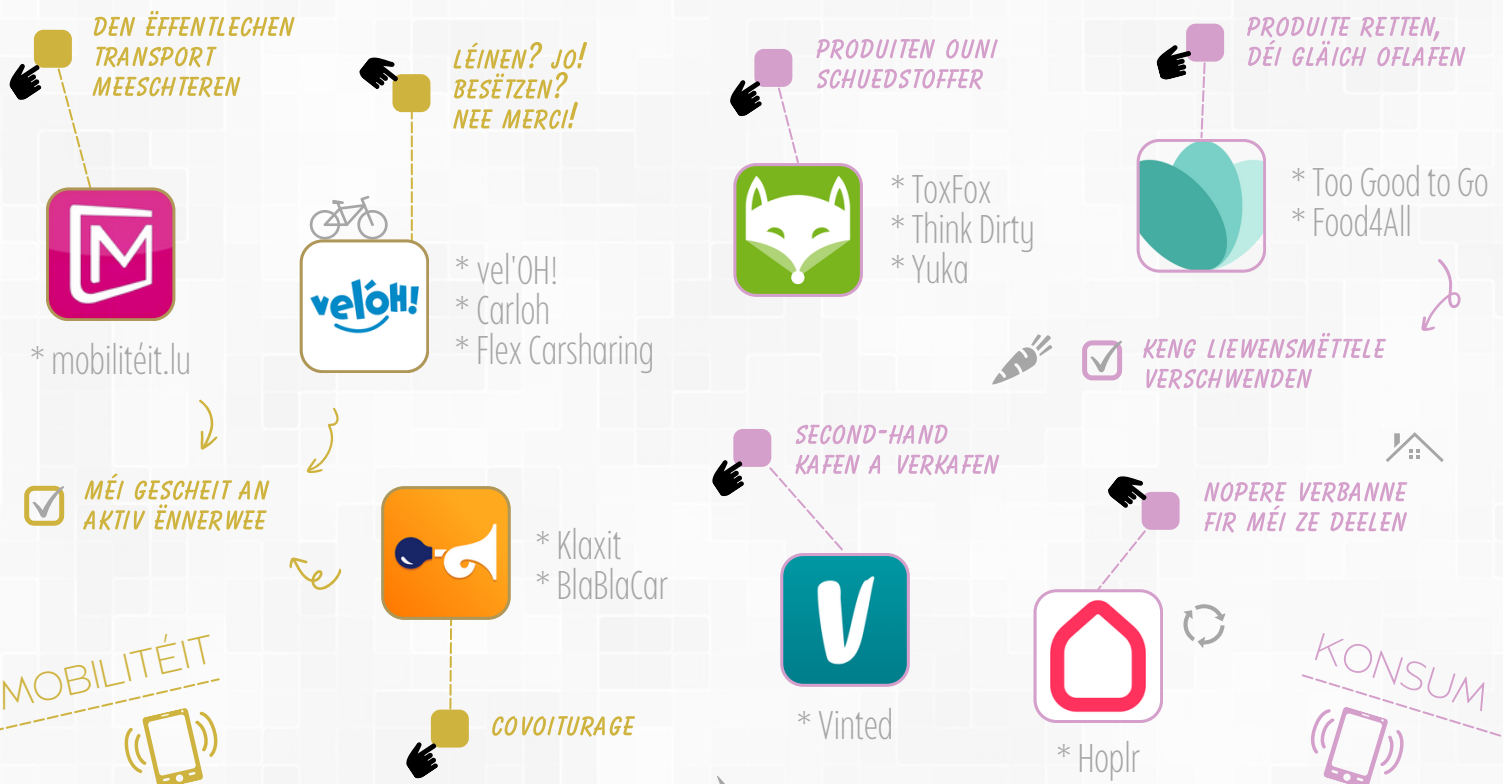 DEN ËFFENTLECHEN
TRANSPORT
MEESCHTEREN
* mobilitéit.lu
LÉINEN? JO!
BESËTZEN?
NEE MERCI!
vel'OH!
* vel'OH!
* Carloh
* Flex Carsharing
MÉI GESCHEIT AN
AKTIV ËNNERWEE
* Klaxit
* BlaBlaCar
COVOITURAGE
MOBILITÉIT
PRODUITEN OUNI
SCHUEDSTOFFER
* ToxFox
* Think Dirty
* Yuka
PRODUITE RETTEN,
DÉI GLÄICH OFLAFEN
* Too Good to Go
* Food4All
KENG LIEWENSMËTTELE
VERSCHWENDEN
SECOND-HAND
KAFEN A VERKAFEN
V
* Vinted
NOPERE VERBANNE
FIR MÉI ZE DEELEN
* Hoplr
KONSUM